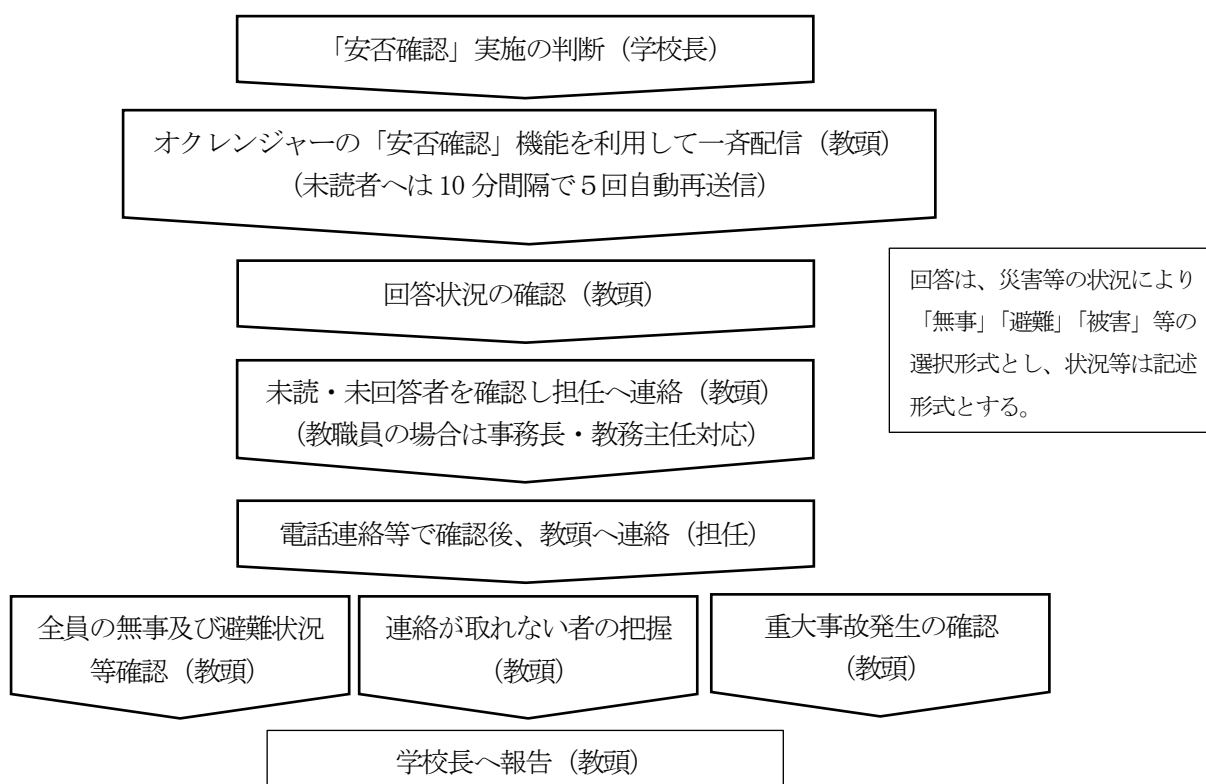 「安否確認」実施の判断（学校長）
オクレンジャーの「安否確認」機能を利用して一斉配信（教頭）
（未読者へは 10 分間隔で５回自動再送信）
回答状況の確認（教頭）
回答は、災害等の状況により
「無事」「避難」「被害」等の
選択形式とし、状況等は記述
形式とする。
未読・未回答者を確認し担任へ連絡（教頭）
（教職員の場合は事務長・教務主任対応）
電話連絡等で確認後、教頭へ連絡（担任）
全員の無事及び避難状況
等確認（教頭）
連絡が取れない者の把握
（教頭）
重大事故発生の確認
（教頭）
学校長へ報告（教頭）